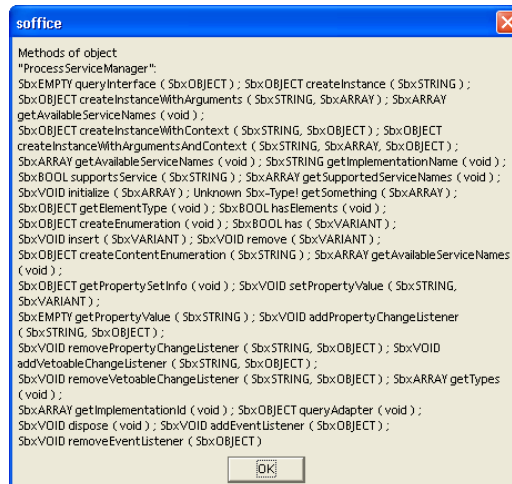 soffice
Methods of object
"ProcessServiceManager":
SbxEMPTY queryInterface ( SbxOBJECT ) ; SbxOBJECT createInstance ( SbxSTRING ) ;
SbxOBJECT createInstanceWithArguments ( SbxSTRING, SbxARRAY ) ; SbxARRAY
getAvailableServiceNames ( void ) ;
SbxOBJECT createInstanceWithContext ( SbxSTRING, SbxOBJECT ) ; SbxOBJECT
createInstanceWithArgumentsAndContext ( SbxSTRING, SbxARRAY, SbxOBJECT ) ;
SbxARRAY getAvailableServiceNames ( void ) ; SbxSTRING getImplementationName ( void ) ;
SbxBOOL supportsService ( SbxSTRING ) ; SbxARRAY getSupportedServiceNames ( void ) ;
SbxVOID initialize ( SbxARRAY ) ; Unknown Sbx-Type! getSomething ( SbxARRAY ) ;
SbxOBJECT getElementType ( void ) ; SbxBOOL hasElements ( void ) ;
SbxOBJECT createEnumeration ( void ) ; SbxBOOL has ( SbxVARIANT ) ;
SbxVOID insert ( SbxVARIANT ) ; SbxVOID remove ( SbxVARIANT ) ;
SbxOBJECT createContentEnumeration ( SbxSTRING ) ; SbxARRAY getAvailableServiceNames
( void ) ;
SbxOBJECT getPropertySetInfo ( void ) ; SbxVOID setPropertyValue ( SbxSTRING,
SbxVARIANT ) ;
SbxEMPTY getPropertyValue ( SbxSTRING ) ; SbxVOID addPropertyChangeListener
( SbxSTRING, SbxOBJECT ) ;
SbxVOID removePropertyChangeListener ( SbxSTRING, SbxOBJECT ) ; SbxVOID
addVetoableChangeListener ( SbxSTRING, SbxOBJECT ) ;
SbxVOID removeVetoableChangeListener ( SbxSTRING, SbxOBJECT ) ; SbxARRAY getTypes
( void ) ;
SbxARRAY getImplementationId ( void ) ; SbxOBJECT queryAdapter ( void ) ;
SbxVOID dispose ( void ) ; SbxVOID addEventListener ( SbxOBJECT ) ;
SbxVOID removeEventListener ( SbxOBJECT )
OK